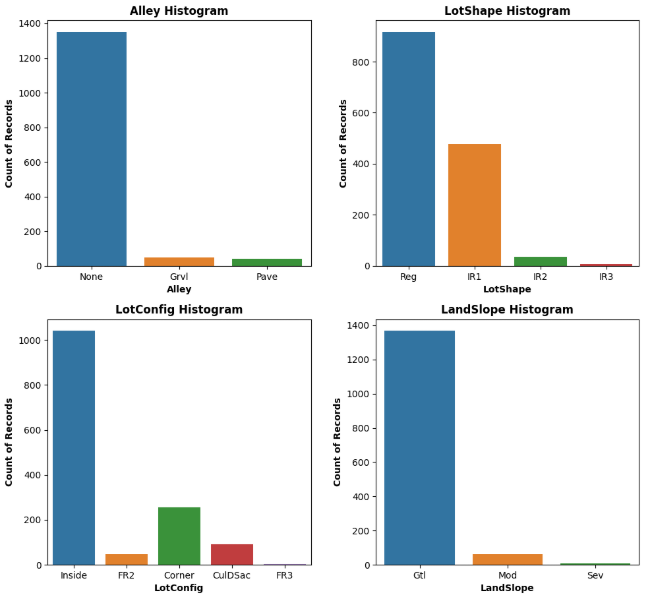 Alley Histogram
Count of Records
1400
1200
1000
800
600
400
200
0
None Grvl Pave
Alley
LotShape Histogram
Count of Records
800
600
400
200
0
Reg IR1 IR2 IR3
LotShape
LotConfig Histogram
Count of Records
1000
800
600
400
200
0
Inside FR2 Corner CulDSac FR3
LotConfig
LandSlope Histogram
Count of Records
1400
1200
1000
800
600
400
200
0
Gtl Mod Sev
LandSlope